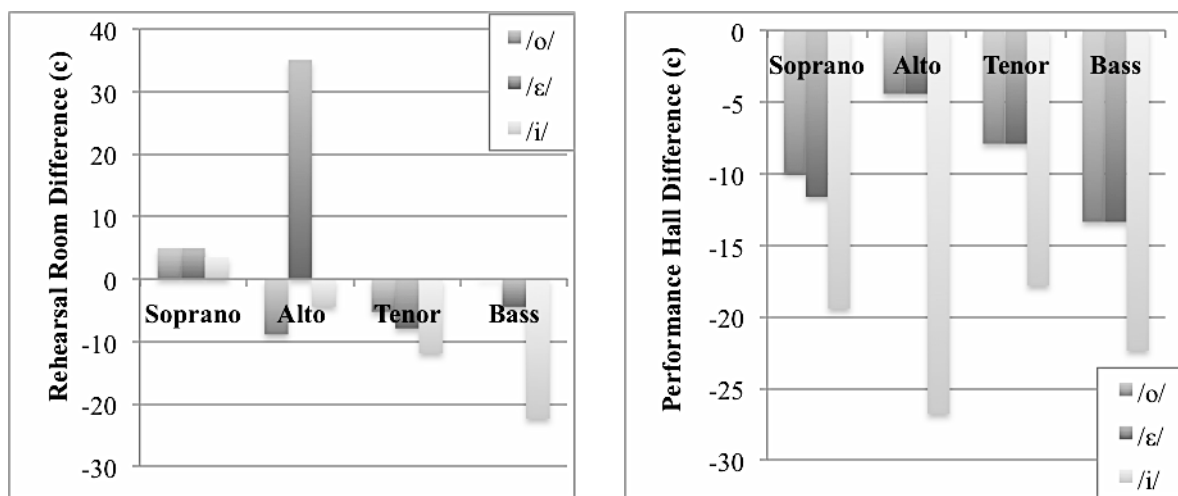 Rehearsal Room Difference (c)
40
30
20
10
0
-10
-20
-30
Soprano Alto Tenor Bass
/o/
/ɛ/
/i/
Performance Hall Difference (c)
0
-5
-10
-15
-20
-25
-30
Soprano Alto Tenor Bass
/o/
/ɛ/
/i/